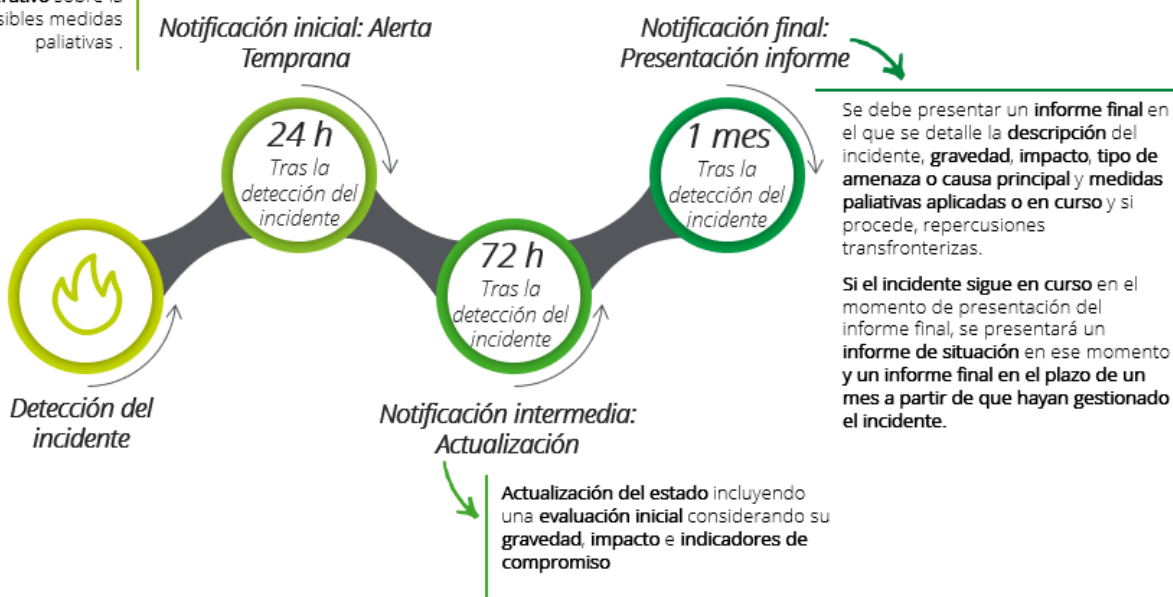 sobre la
medidas
paliativas .
Notificación inicial: Alerta
Temprana
24 h
Tras la
detección del
incidente
Detección del
incidente
72 h
Tras la
detección del
incidente
Notificación intermedia:
Actualización
Actualización del estado incluyendo
una evaluación inicial considerando su
gravedad, impacto e indicadores de
compromiso
Notificación final:
Presentación informe
1 mes
Tras la
detección del
incidente
Se debe presentar un informe final en
el que se detalle la descripción del
incidente, gravedad, impacto, tipo de
amenaza o causa principal y medidas
paliativas aplicadas o en curso y si
procede, repercusiones
transfronterizas.
Si el incidente sigue en curso en el
momento de presentación del
informe final, se presentará un
informe de situación en ese momento
y un informe final en el plazo de un
mes a partir de que hayan gestionado
el incidente.